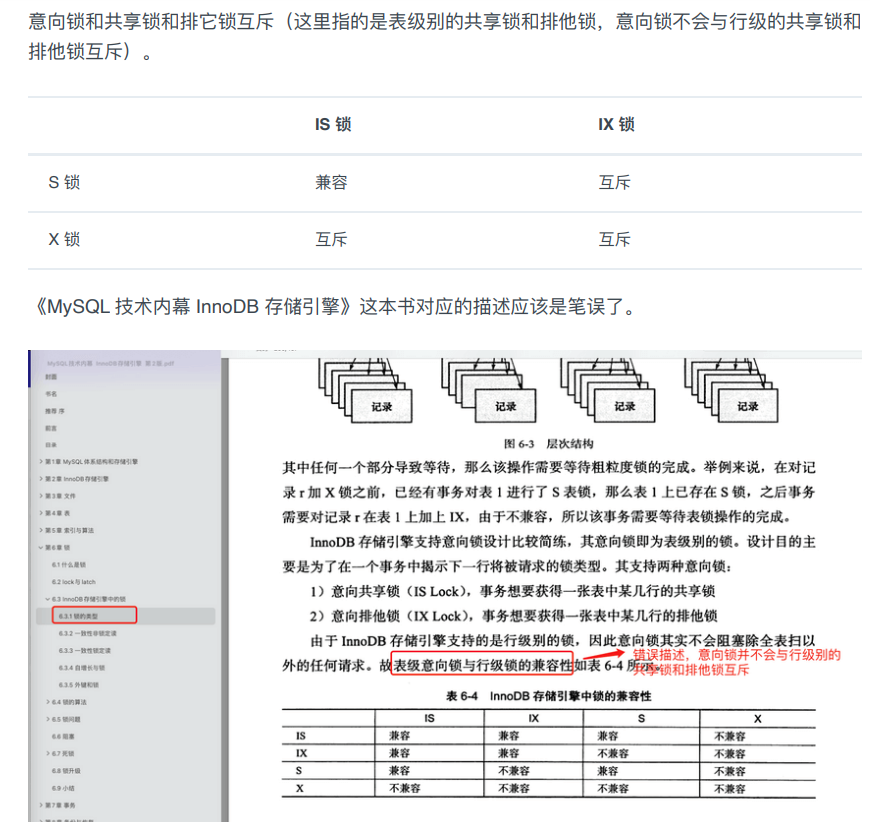 意向锁和共享锁和排它锁互斥（这里指的是表级别的共享锁和排他锁，意向锁不会与行级的共享锁和
排他锁互斥）。
IS 锁 IX 锁
S 锁 兼容 互斥
X 锁 互斥 互斥
《MySQL 技术内幕 InnoDB 存储引擎》这本书对应的描述应该是笔误了。
MySQL技术内幕 InnoDB存储引擎 第2版.pdf
封面
书名
推荐序
前言
目录
第1章 MySQL体系结构和存储引擎
第2章 InnoDB存储引擎
第3章 文件
第4章 表
第5章 索引与算法
第6章 锁
6.1 什么是锁
6.2 lock与latch
6.3 InnoDB存储引擎中的锁
6.3.1 锁的类型
6.3.2 一致性非锁定读
6.3.3 一致性锁定读
6.3.4 自增长与锁
6.3.5 外键和锁
6.4 锁的算法
6.5 锁问题
6.6 阻塞
6.7 死锁
6.8 锁升级
6.9 小结
第7章 事务
记录 记录 记录 记录
图 6-3 层次结构
其中任何一个部分导致等待，那么该操作需要等待粗粒度锁的完成。举例来说，在对记
录 r 加 X 锁之前，已经有事务对表 1 进行了 S 表锁，那么表 1 上已存在 S 锁，之后事务
需要对记录 r 在表 1 上加上 IX，由于不兼容，所以该事务需要等待表锁操作的完成。
InnoDB 存储引擎支持意向锁设计比较简练，其意向锁即为表级别的锁。设计目的主
要是为了在一个事务中揭示下一行将被请求的锁类型。其支持两种意向锁：
1）意向共享锁（IS Lock），事务想要获得一张表中某几行的共享锁
2）意向排他锁（IX Lock），事务想要获得一张表中某几行的排他锁
由于 InnoDB 存储引擎支持的是行级别的锁，因此意向锁其实不会阻塞除全表扫以
外的任何请求。故表级意向锁与行级锁的兼容性如表 6-4 所示。
错误描述，意向锁并不会与行级别的
共享锁和排他锁互斥
表 6-4 InnoDB 存储引擎中锁的兼容性
IS IX S X
IS 兼容 兼容 兼容 不兼容
IX 兼容 兼容 不兼容 不兼容
S 兼容 不兼容 兼容 不兼容
X 不兼容 不兼容 不兼容 不兼容